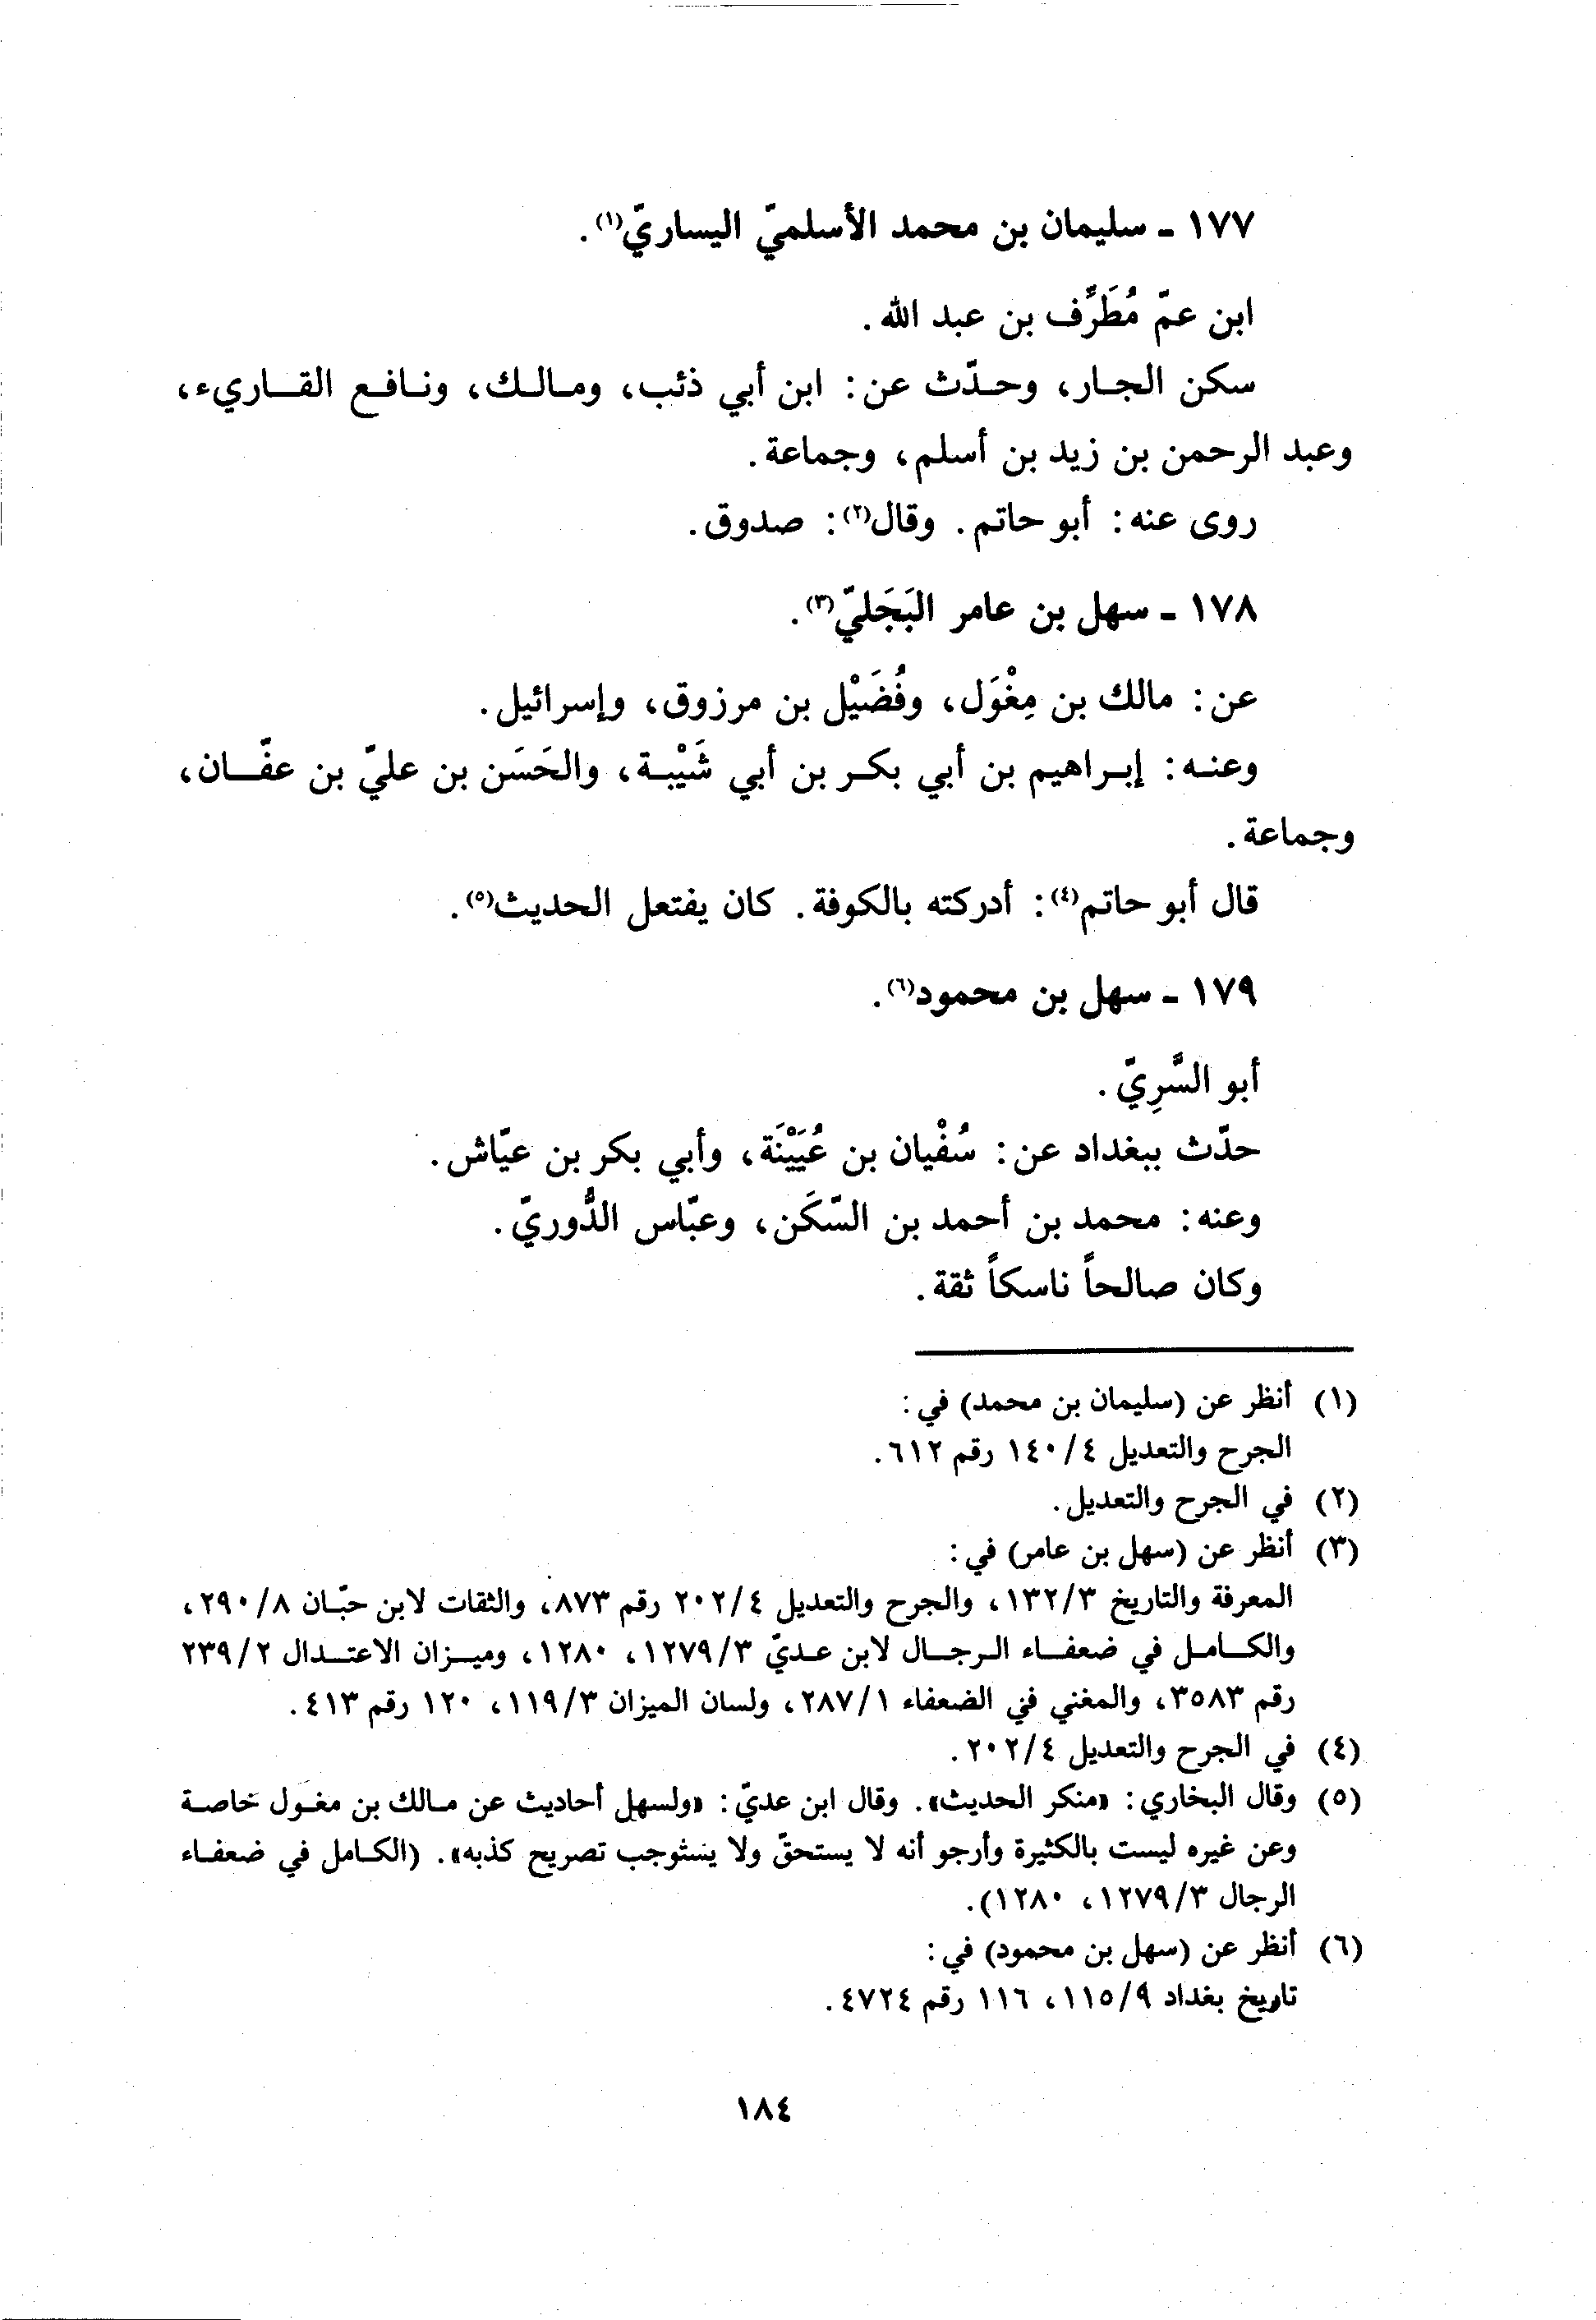 ١٧٧ - سليمان بن محمد الأسلميّ اليساريّ(١).
ابن عمّ مُطَرِّف بن عبد الله.
سكن الجار، وحدّث عن: ابن أبي ذئب، ومالك، ونافع القاريء،
وعبد الرحمن بن زيد بن أسلم، وجماعة.
روى عنه: أبو حاتم. وقال(٢): صدوق.
١٧٨ - سهل بن عامر البَجَليّ(٣).
عن: مالك بن مِغْوَل، وفُضَيْل بن مرزوق، وإسرائيل.
وعنه: إبراهيم بن أبي بكر بن أبي شَيْبة، والحَسَن بن عليّ بن عفّان،
وجماعة.
قال أبو حاتم(٤): أدركته بالكوفة. كان يفتعل الحديث(٥).
١٧٩ - سهل بن محمود(٦).
أبو السَّرِيّ.
حدّث ببغداد عن: سُفْيان بن عُيَيْنَة، وأبي بكر بن عيّاش.
وعنه: محمد بن أحمد بن السّكَن، وعبّاس الدُّوريّ.
وكان صالحاً ناسكاً ثقة.
(١) أنظر عن (سليمان بن محمد) في:
الجرح والتعديل ٤/١٤٠ رقم ٦١٢.
(٢) في الجرح والتعديل.
(٣) أنظر عن (سهل بن عامر) في:
المعرفة والتاريخ ٣/١٣٢، والجرح والتعديل ٤/٢٠٢ رقم ٨٧٣، والثقات لابن حبّان ٨/٢٩٠،
والكامل في ضعفاء الرجال لابن عديّ ٣/١٢٧٩، ١٢٨٠، وميزان الاعتدال ٢/٢٣٩
رقم ٣٥٨٣، والمغني في الضعفاء ١/٢٨٧، ولسان الميزان ٣/١١٩، ١٢٠ رقم ٤١٣.
(٤) في الجرح والتعديل ٤/٢٠٢.
(٥) وقال البخاري: «منكر الحديث». وقال ابن عديّ: «ولسهل أحاديث عن مالك بن مغول خاصة
وعن غيره ليست بالكثيرة وأرجو أنه لا يستحقّ ولا يستوجب تصريح كذبه». (الكامل في ضعفاء
الرجال ٣/١٢٧٩، ١٢٨٠).
(٦) أنظر عن (سهل بن محمود) في:
تاريخ بغداد ٩/١١٥، ١١٦ رقم ٤٧٢٤.
١٨٤